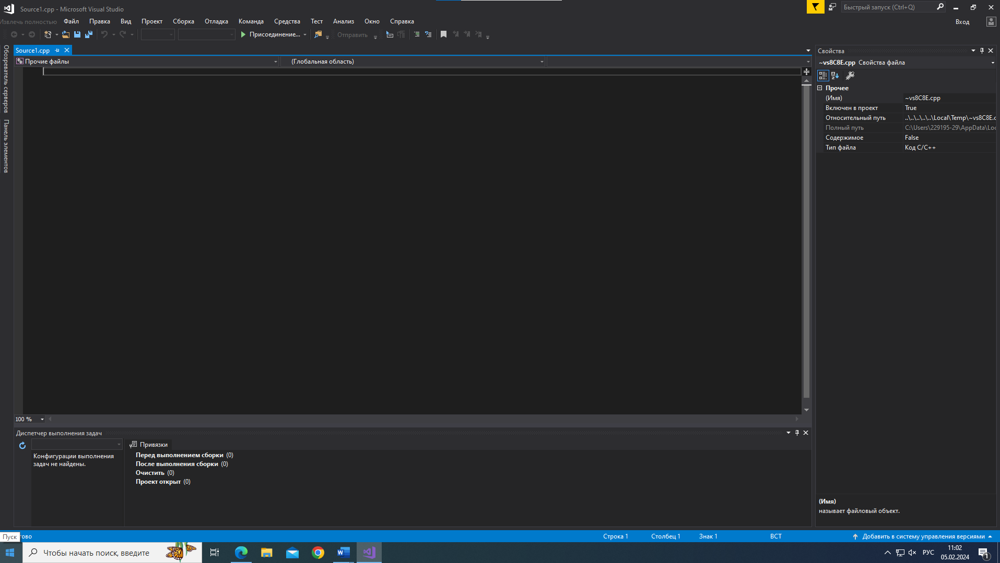 Source1.cpp - Microsoft Visual Studio
Быстрый запуск (Ctrl+Q)
Извлечь полностью
Файл Правка Вид Проект Сборка Отладка Команда Средства Тест Анализ Окно Справка
Вход
Присоединение...
Отправить
Обозреватель серверов
Панель элементов
Source1.cpp
Прочие файлы
(Глобальная область)
100 %
Диспетчер выполнения задач
Конфигурации выполнения
задач не найдены.
Привязки
Перед выполнением сборки (0)
После выполнения сборки (0)
Очистить (0)
Проект открыт (0)
Свойства
~vs8C8E.cpp Свойства файла
Прочее
(Имя) ~vs8C8E.cpp
Включен в проект True
Относительный путь ..\..\..\..\..\Local\Temp\~vs8C8E.c
Полный путь C:\Users\229195-29\AppData\Loc
Содержимое False
Тип файла Код C/C++
(Имя)
называет файловый объект.
Пуск
тово
Строка 1 Столбец 1 Знак 1 ВСТ
Добавить в систему управления версиями
Чтобы начать поиск, введите
РУС
11:02
05.02.2024
1